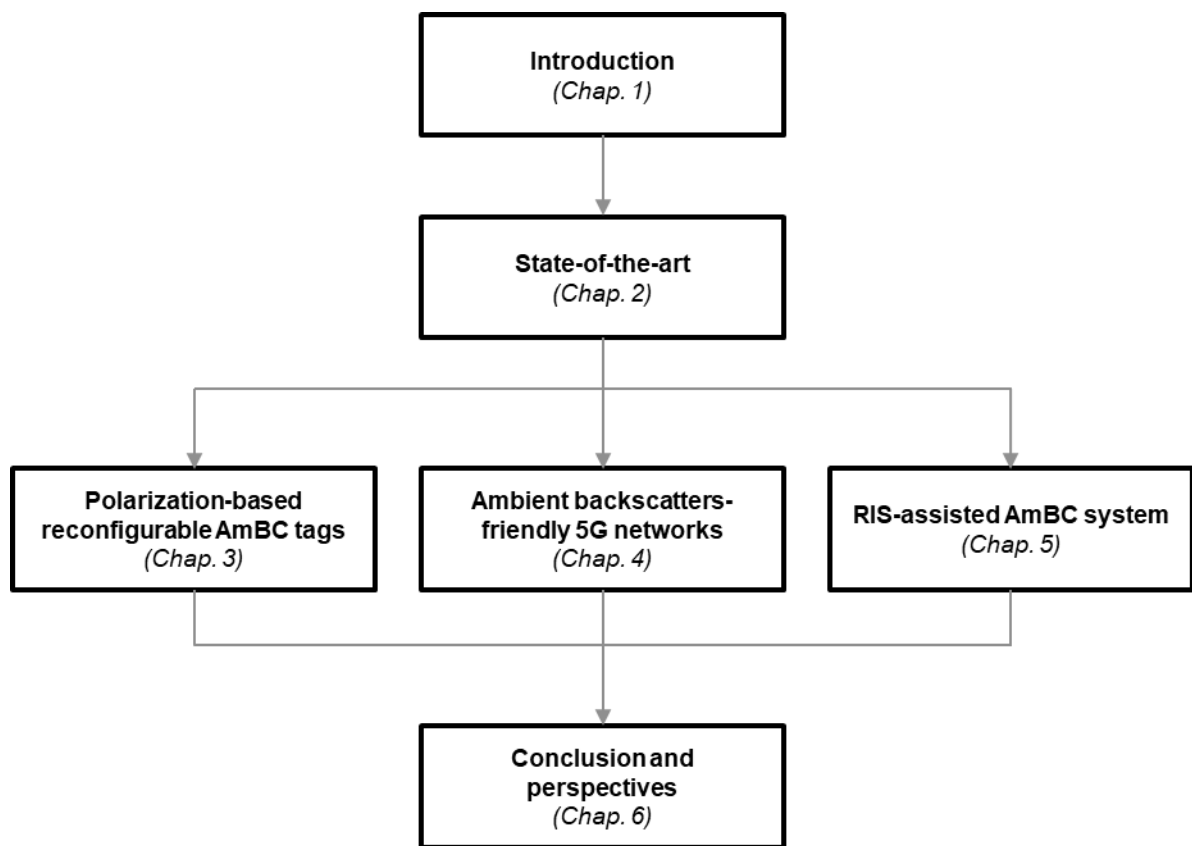 Introduction
(Chap. 1)
State-of-the-art
(Chap. 2)
Polarization-based
reconfigurable AmBC tags
(Chap. 3)
Ambient backscatters-
friendly 5G networks
(Chap. 4)
RIS-assisted AmBC system
(Chap. 5)
Conclusion and
perspectives
(Chap. 6)